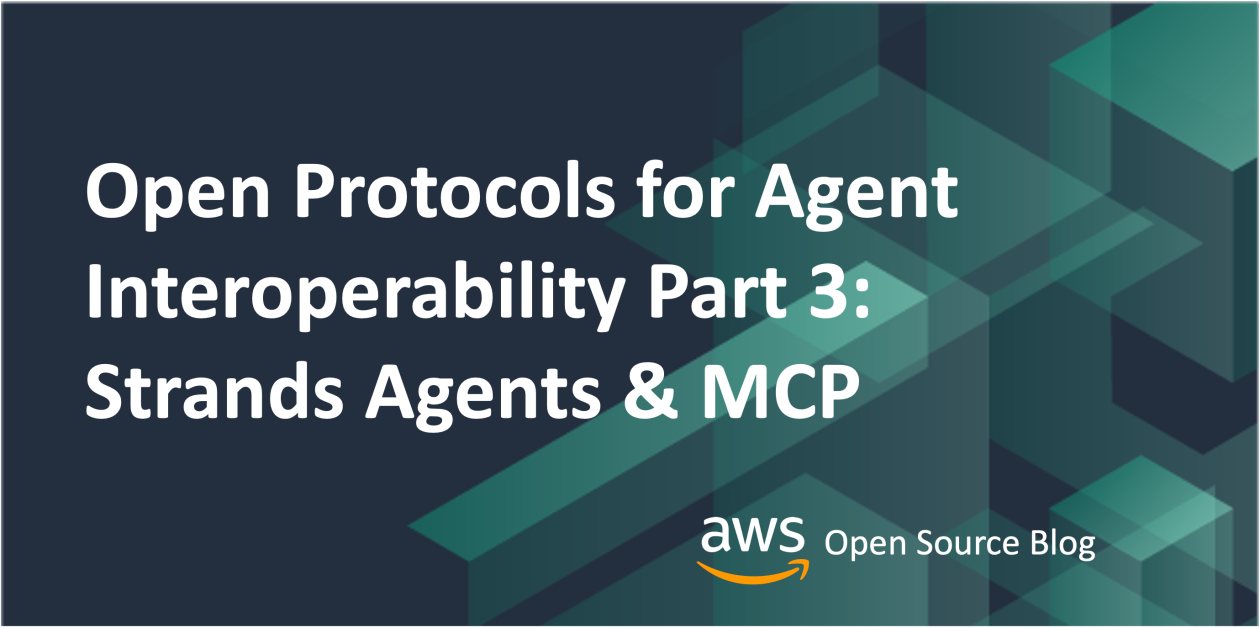 Open Protocols for Agent
Interoperability Part 3:
Strands Agents & MCP
aws Open Source Blog